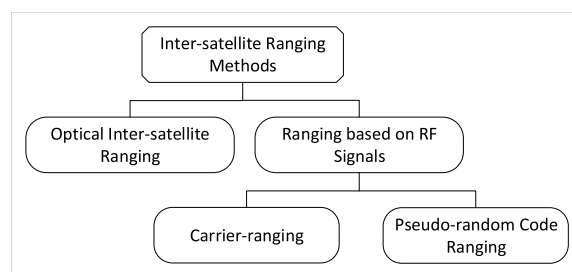 Inter-satellite Ranging
Methods
Optical Inter-satellite
Ranging
Ranging based on RF
Signals
Carrier-ranging
Pseudo-random Code
Ranging